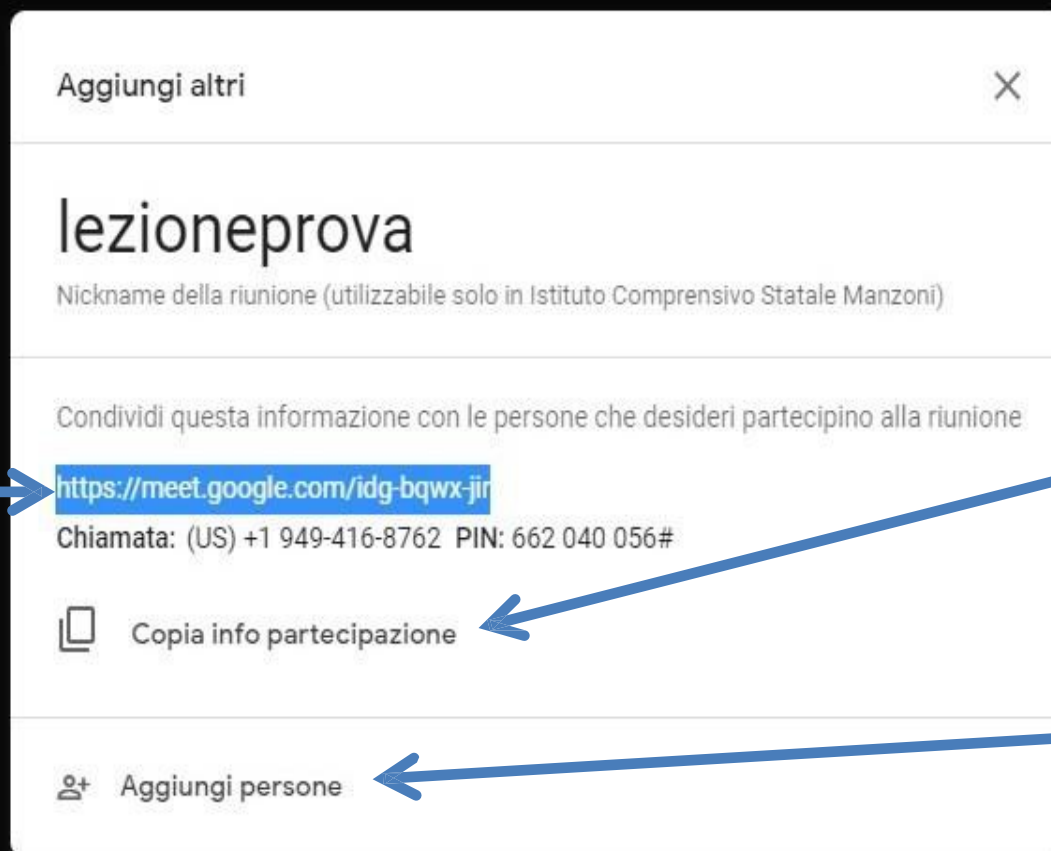 Aggiungi altri
lezioneprova
Nickname della riunione (utilizzabile solo in Istituto Comprensivo Statale Manzoni)
Condividi questa informazione con le persone che desideri partecipino alla riunione
https://meet.google.com/idg-bqwx-jir
Chiamata: (US) +1 949-416-8762 PIN: 662 040 056#
Copia info partecipazione
Aggiungi persone